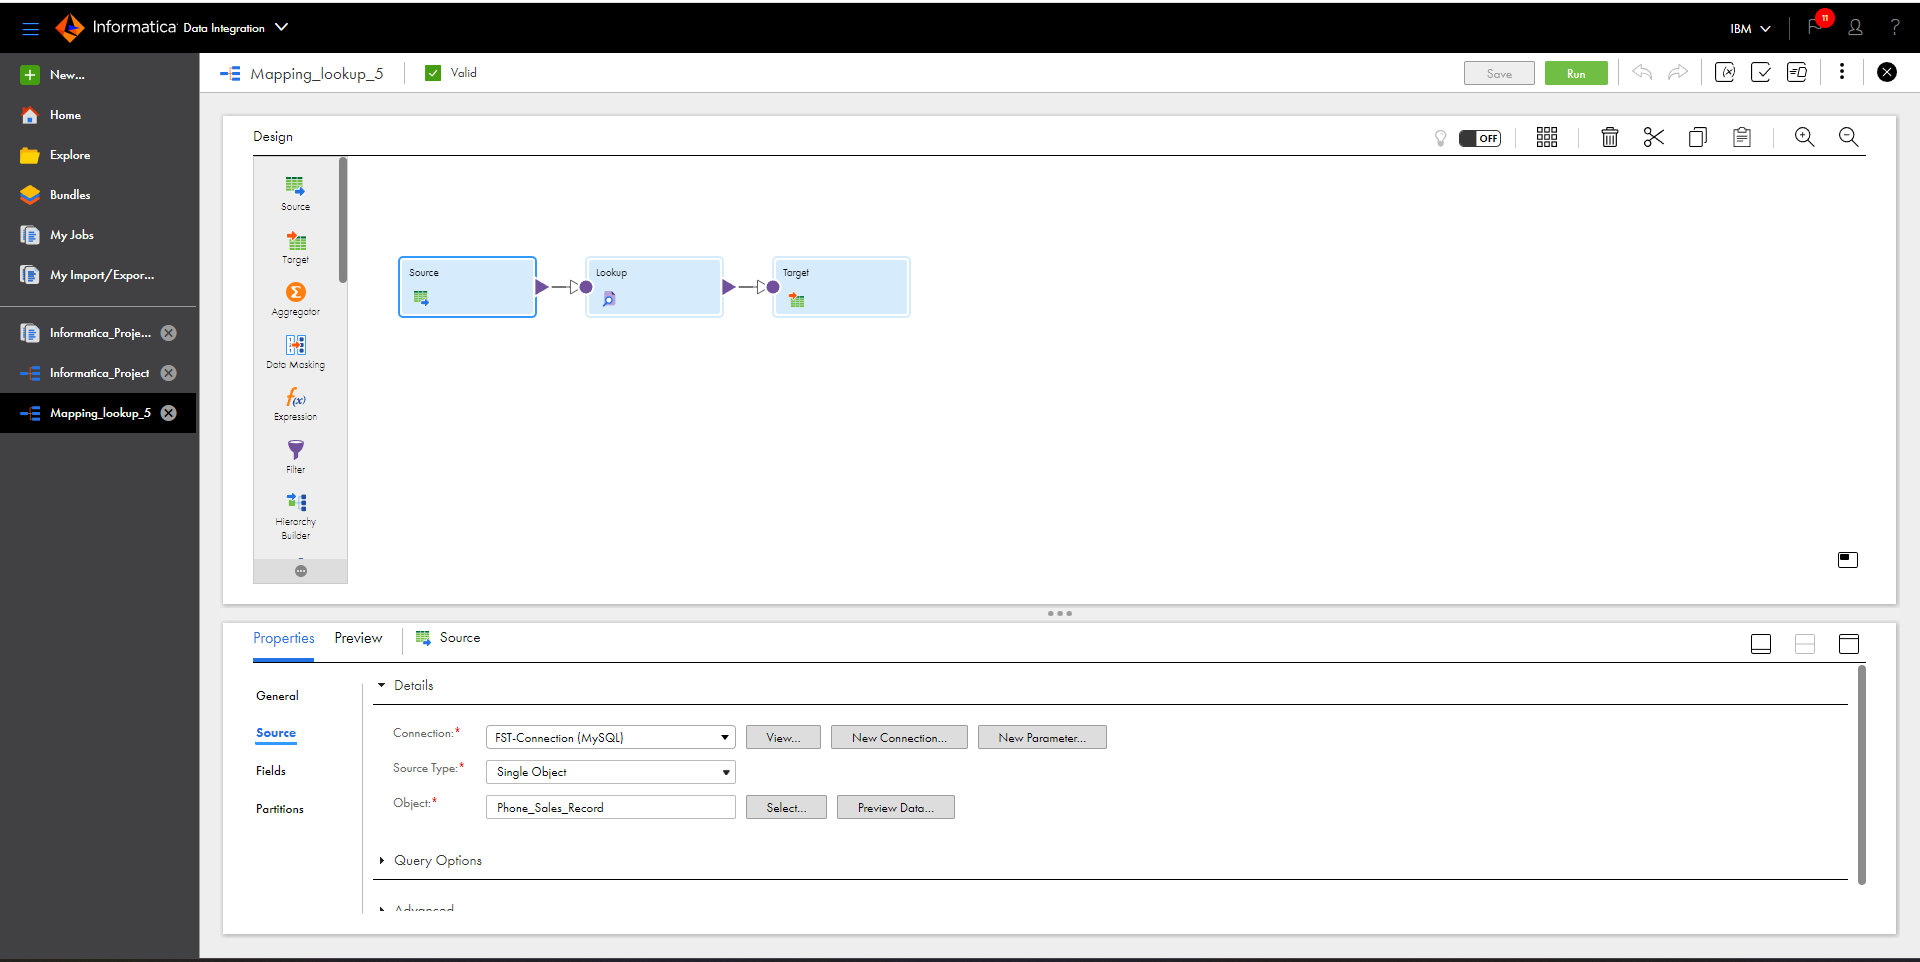 Informatica Data Integration
IBM
11
?
New...
Home
Explore
Bundles
My Jobs
My Import/Expor...
Informatica_Proje...
Informatica_Project
Mapping_lookup_5
Mapping_lookup_5
Valid
Save
Run
Design
OFF
Source
Target
Aggregator
Data Masking
Expression
Filter
Hierarchy
Builder
Source
Lookup
Target
Properties
Preview
Source
General
Source
Fields
Partitions
Details
Connection:*
FST-Connection (MySQL)
View...
New Connection...
New Parameter...
Source Type:*
Single Object
Object:*
Phone_Sales_Record
Select...
Preview Data...
Query Options
Advanced